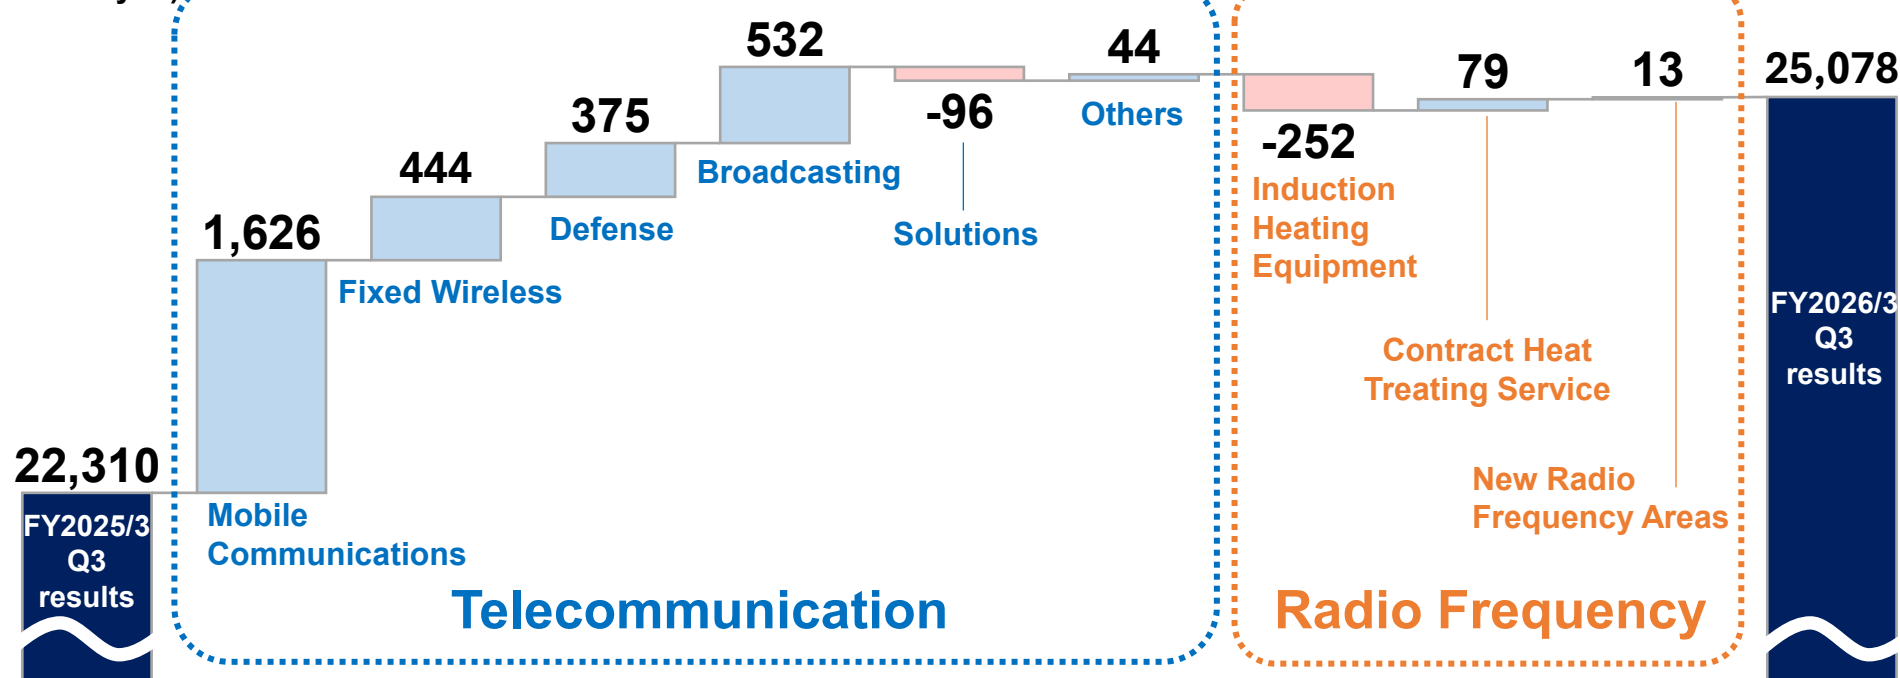 532
44
79
13
25,078
375
-96
Others
-252
444
Broadcasting
Induction
Heating
Equipment
1,626
Defense
Solutions
Fixed Wireless
FY2026/3
Q3
results
Contract Heat
Treating Service
22,310
New Radio
Frequency Areas
FY2025/3
Q3
results
Mobile
Communications
Telecommunication
Radio Frequency